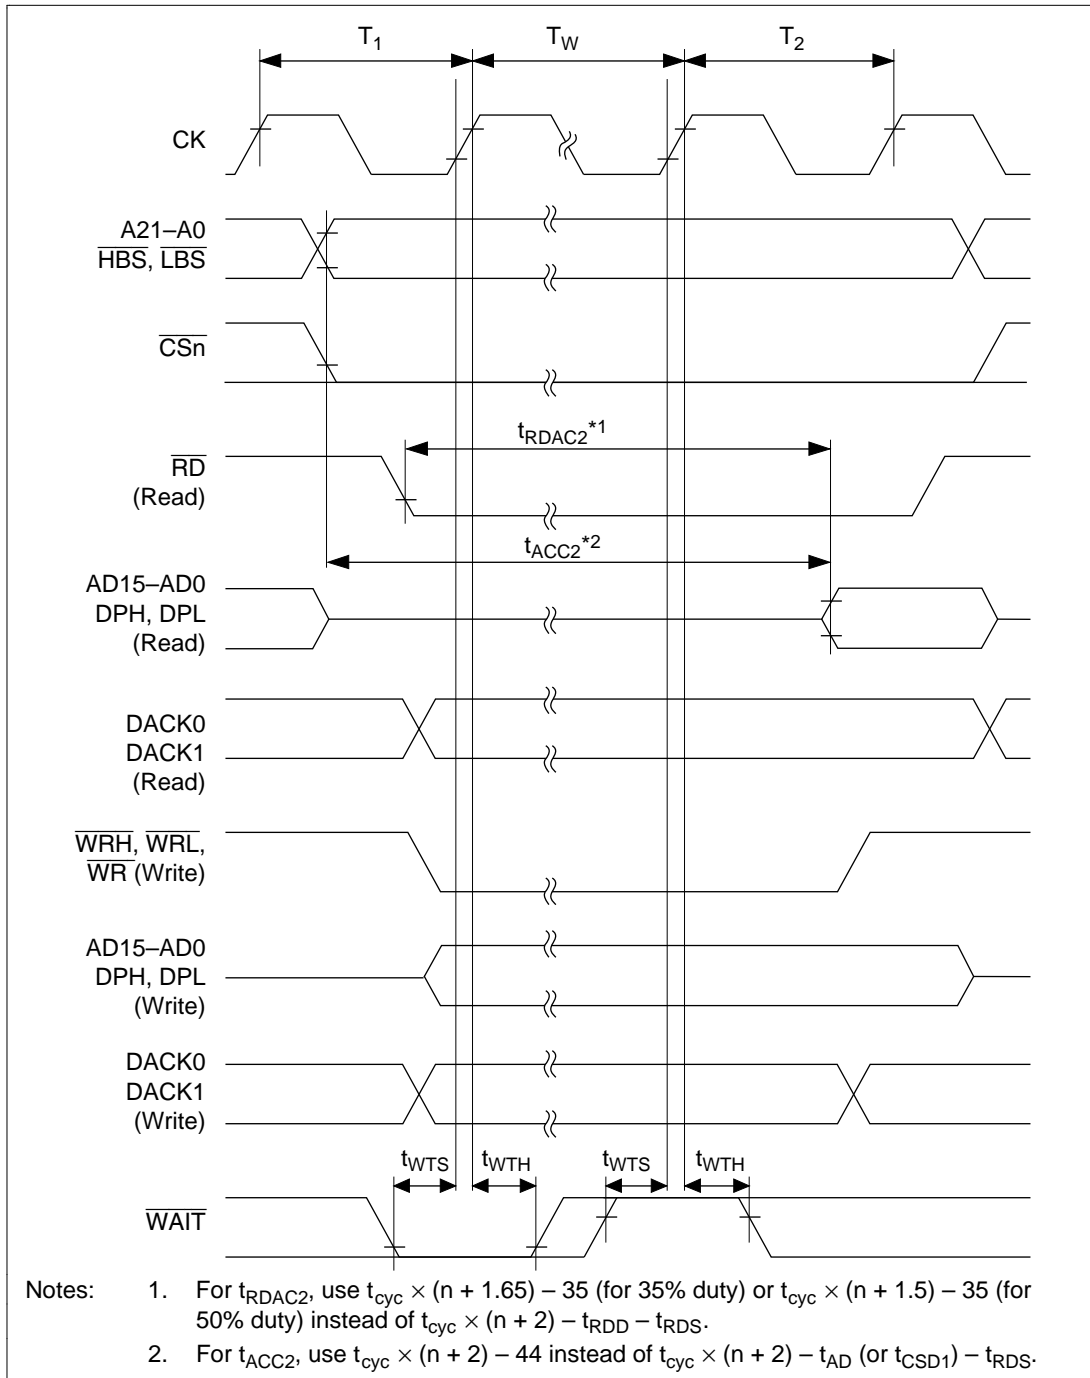 T1 TW T2
CK
A21–A0
HBS, LBS
CSn
tRDAC2*1
RD
(Read)
tACC2*2
AD15–AD0
DPH, DPL
(Read)
DACK0
DACK1
(Read)
WRH, WRL,
WR (Write)
AD15–AD0
DPH, DPL
(Write)
DACK0
DACK1
(Write)
tWTS tWTH tWTS tWTH
WAIT
Notes: 1. For tRDAC2, use tcyc × (n + 1.65) – 35 (for 35% duty) or tcyc × (n + 1.5) – 35 (for
50% duty) instead of tcyc × (n + 2) – tRDD – tRDS.
2. For tACC2, use tcyc × (n + 2) – 44 instead of tcyc × (n + 2) – tAD (or tCSD1) – tRDS.